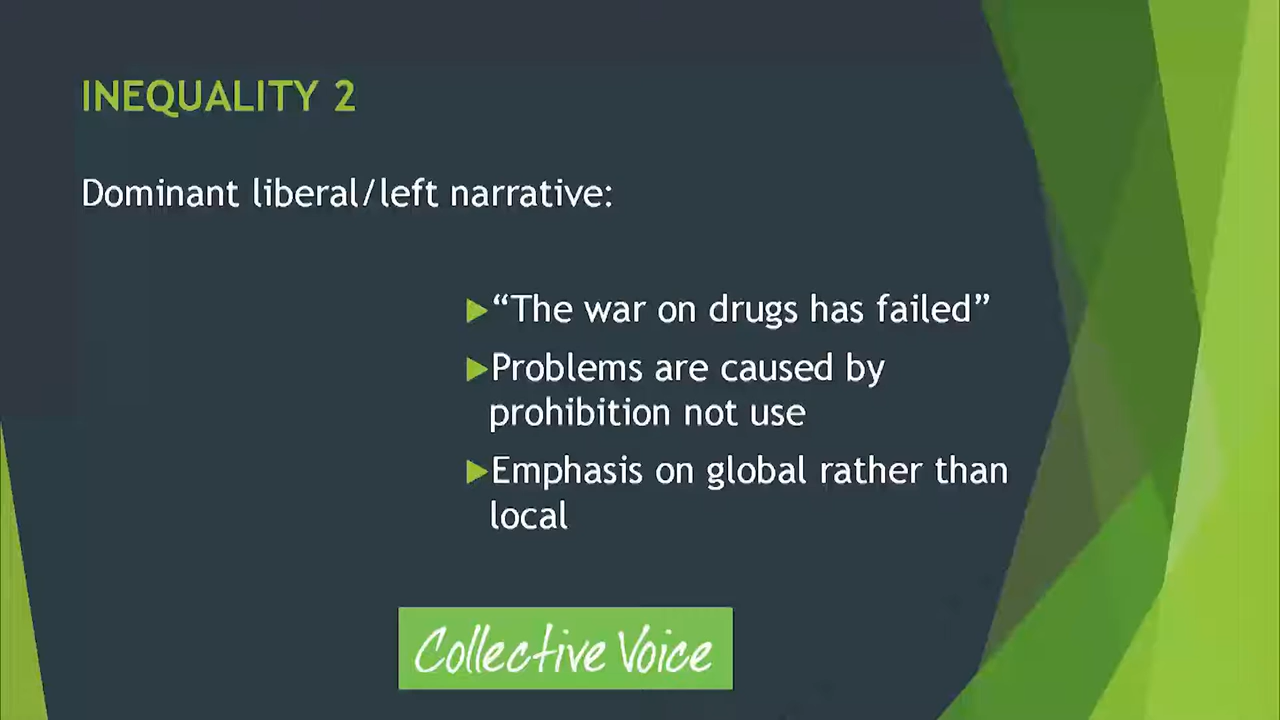 INEQUALITY 2
Dominant liberal/left narrative:
“The war on drugs has failed”
Problems are caused by
prohibition not use
Emphasis on global rather than
local
Collective Voice